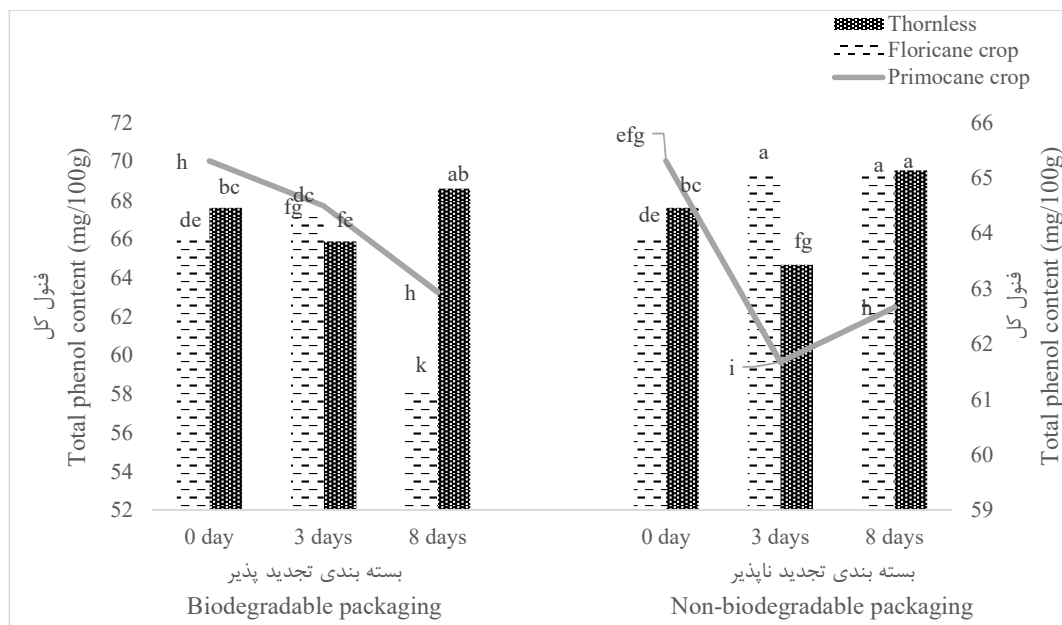 Thornless
Floricane crop
Primocane crop
فنول کل
Total phenol content (mg/100g)
72
70
68
66
64
62
60
58
56
54
52
h
de
bc
fg
dc
fe
h
k
ab
efg
de
bc
i
a
fg
h
a
a
66
65
64
63
62
61
60
59
فنول کل
Total phenol content (mg/100g)
0 day
3 days
8 days
0 day
3 days
8 days
بسته بندی تجدید پذیر
بسته بندی تجدید ناپذیر
Biodegradable packaging
Non-biodegradable packaging